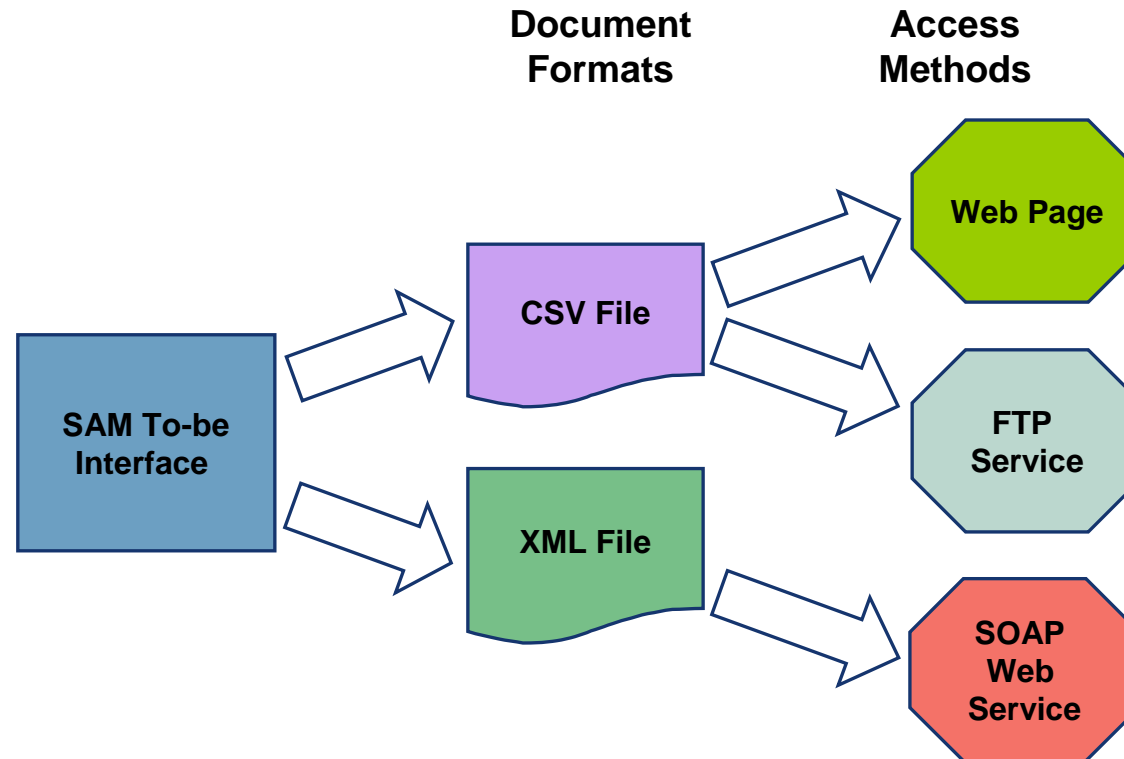 Document
Formats
Access
Methods
Web Page
CSV File
SAM To-be
Interface
FTP
Service
XML File
SOAP
Web
Service